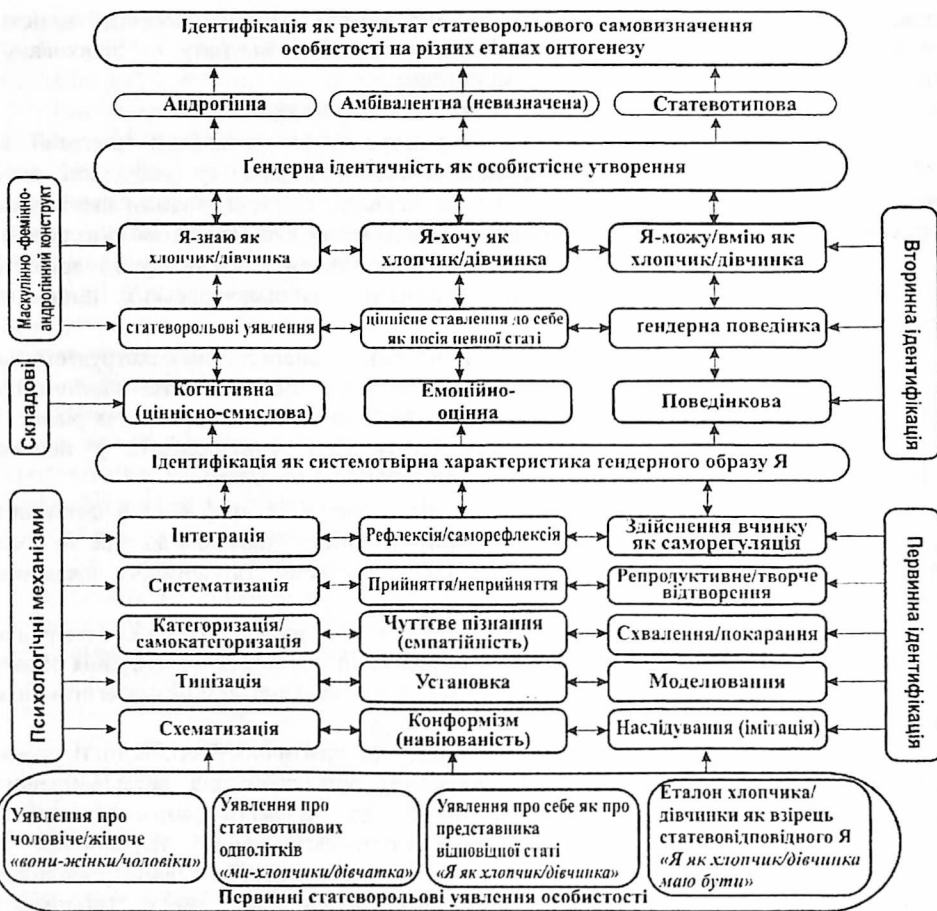 Ідентифікація як результат статеворольового самовизначення
особистості на різних етапах онтогенезу
Андрогінна
Амбівалентна (невизначена)
Статевотипова
Ґендерна ідентичність як особистісне утворення
Маскулінно-фемінно-
андрогінний конструкт
Я-знаю як
хлопчик/дівчинка
Я-хочу як
хлопчик/дівчинка
Я-можу/вмію як
хлопчик/дівчинка
Вторинна ідентифікація
статеворольові уявлення
ціннісне ставлення до себе
як носія певної статі
ґендерна поведінка
Складові
Когнитивна
(ціннісно-смислова)
Емоційно-
оцінна
Поведінкова
Ідентифікація як системотвірна характеристика ґендерного образу Я
Психологічні механізми
Інтеграція
Рефлексія/саморефлексія
Здійснення вчинку
як саморегуляція
Первинна ідентифікація
Систематизація
Прийняття/неприйняття
Репродуктивне/творче
відтворення
Категоризація/
самокатегоризація
Чуттєве пізнання
(емпатійність)
Схвалення/покарання
Типізація
Установка
Моделювання
Схематизація
Конформізм
(навіюваність)
Наслідування (імітація)
Уявлення про
чоловіче/жіноче
«вони-жінки/чоловіки»
Уявлення про
статевотипових
однолітків
«ми-хлопчики/дівчатка»
Уявлення про себе як про
представника
відповідної статі
«Я як хлопчик/дівчинка»
Еталон хлопчика/
дівчинки як взірець
статевовідповідного Я
«Я як хлопчик/дівчинка
маю бути»
Первинні статеворольові уявлення особистості